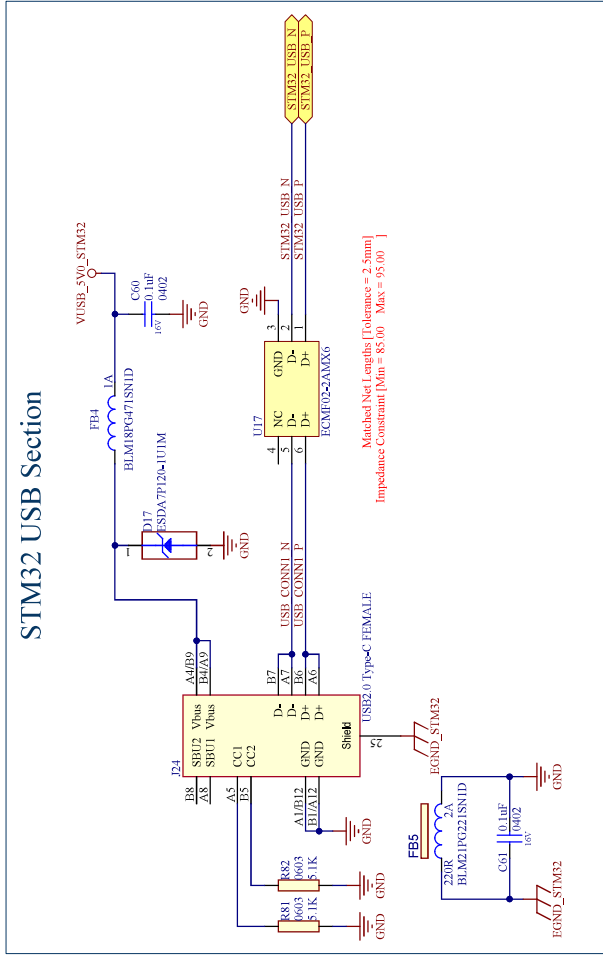 STM32 USB Section
VUSB_5V0_STM32
FB4
1A
BLM18PG471SN1D
C60
0.1uF
0402
16V
GND
D17
ESDA7P120-1U1M
1
2
GND
J24
B8
SBU2
Vbus
A4/B9
A8
SBU1
Vbus
B4/A9
A5
CC1
B5
CC2
D-
B7
D-
A7
D+
B6
D+
A6
A1/B12
GND
B1/A12
GND
Shield
25
USB2.0 Type-C FEMALE
EGND_STM32
GND
USB_CONN1_N
USB_CONN1_P
U17
4
NC
GND
3
5
D-
D-
2
6
D+
D+
1
ECMF02-2AMX6
GND
STM32_USB_N
STM32_USB_P
STM32_USB_N
STM32_USB_P
Matched Net Lengths [Tolerance = 2.5mm]
Impedance Constraint [Min = 85.00 Max = 95.00 ]
R81
0603
5.1K
GND
R82
0603
5.1K
GND
FB5
220R
2A
BLM21PG221SN1D
C61
0.1uF
0402
16V
EGND_STM32
GND